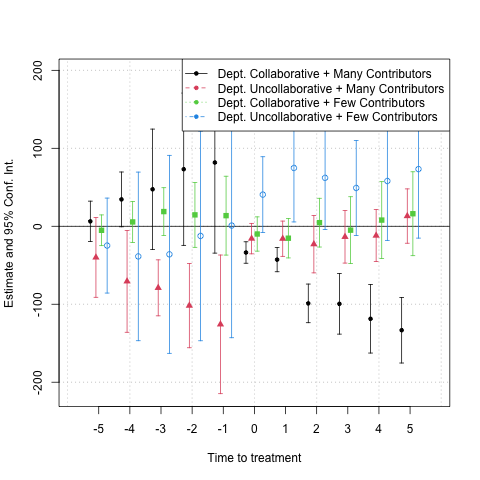 Dept. Collaborative + Many Contributors
Dept. Uncollaborative + Many Contributors
Dept. Collaborative + Few Contributors
Dept. Uncollaborative + Few Contributors
Estimate and 95% Conf. Int.
200
100
0
-100
-200
-5 -4 -3 -2 -1 0 1 2 3 4 5
Time to treatment